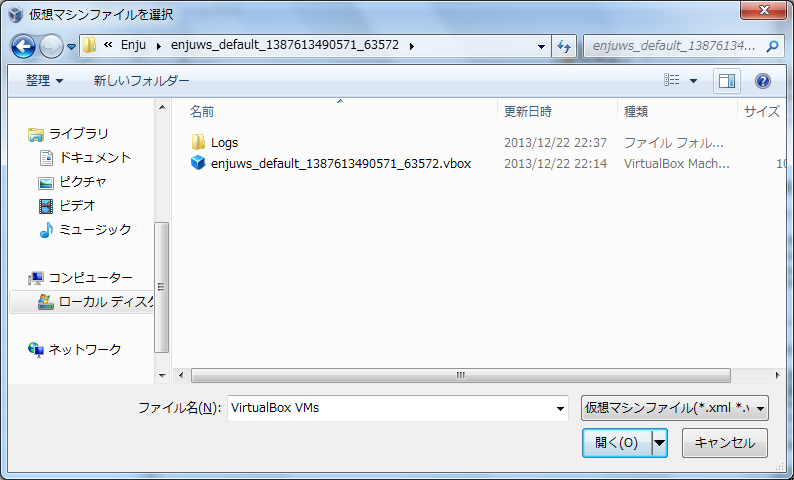 仮想マシンファイルを選択
« Enju ▸ enjuws_default_1387613490571_63572 ▸
enjuws_default_13876134...
整理 ▼ 新しいフォルダー
名前 更新日時 種類 サイズ
ライブラリ
ドキュメント
ピクチャ
ビデオ
ミュージック
コンピューター
ローカル ディスク
ネットワーク
Logs 2013/12/22 22:37 ファイル フォル...
enjuws_default_1387613490571_63572.vbox 2013/12/22 22:14 VirtualBox Mach... 10
ファイル名(N): VirtualBox VMs
仮想マシンファイル(*.xml *.v
開く(O)
キャンセル